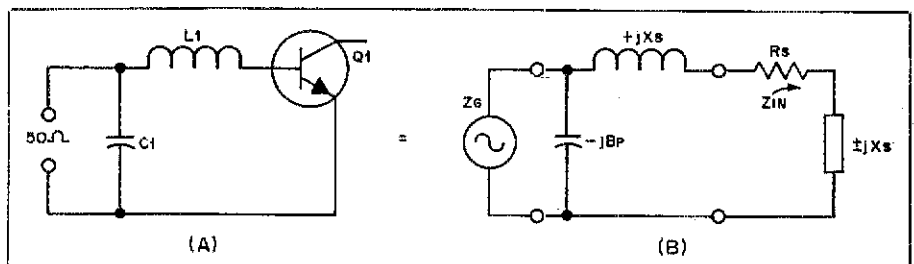 L1
Q1
50Ω
C1
(A)
=
+jXs
Rs
ZIN
ZG
-jBP
±jXs
(B)